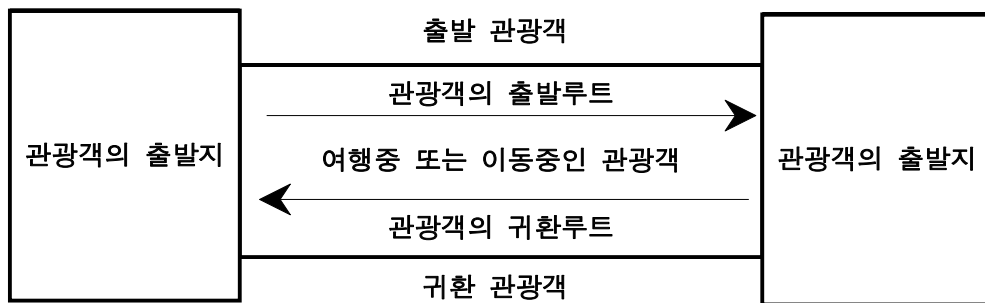 출발 관광객
관광객의 출발루트
관광객의 출발지
여행중 또는 이동중인 관광객
관광객의 출발지
관광객의 귀환루트
귀환 관광객